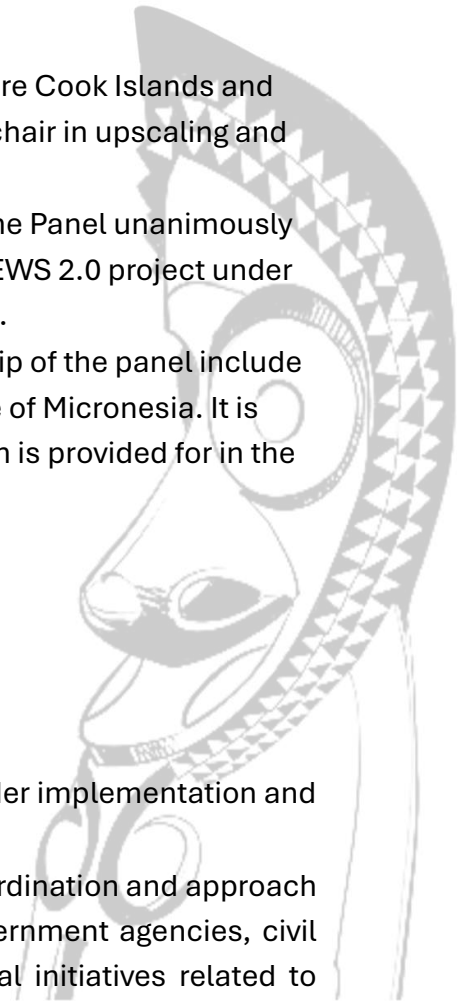 re Cook Islands and
chair in upscaling and
ne Panel unanimously
EWS 2.0 project under
.
ip of the panel include
e of Micronesia. It is
n is provided for in the
der implementation and
rdination and approach
ernment agencies, civil
al initiatives related to